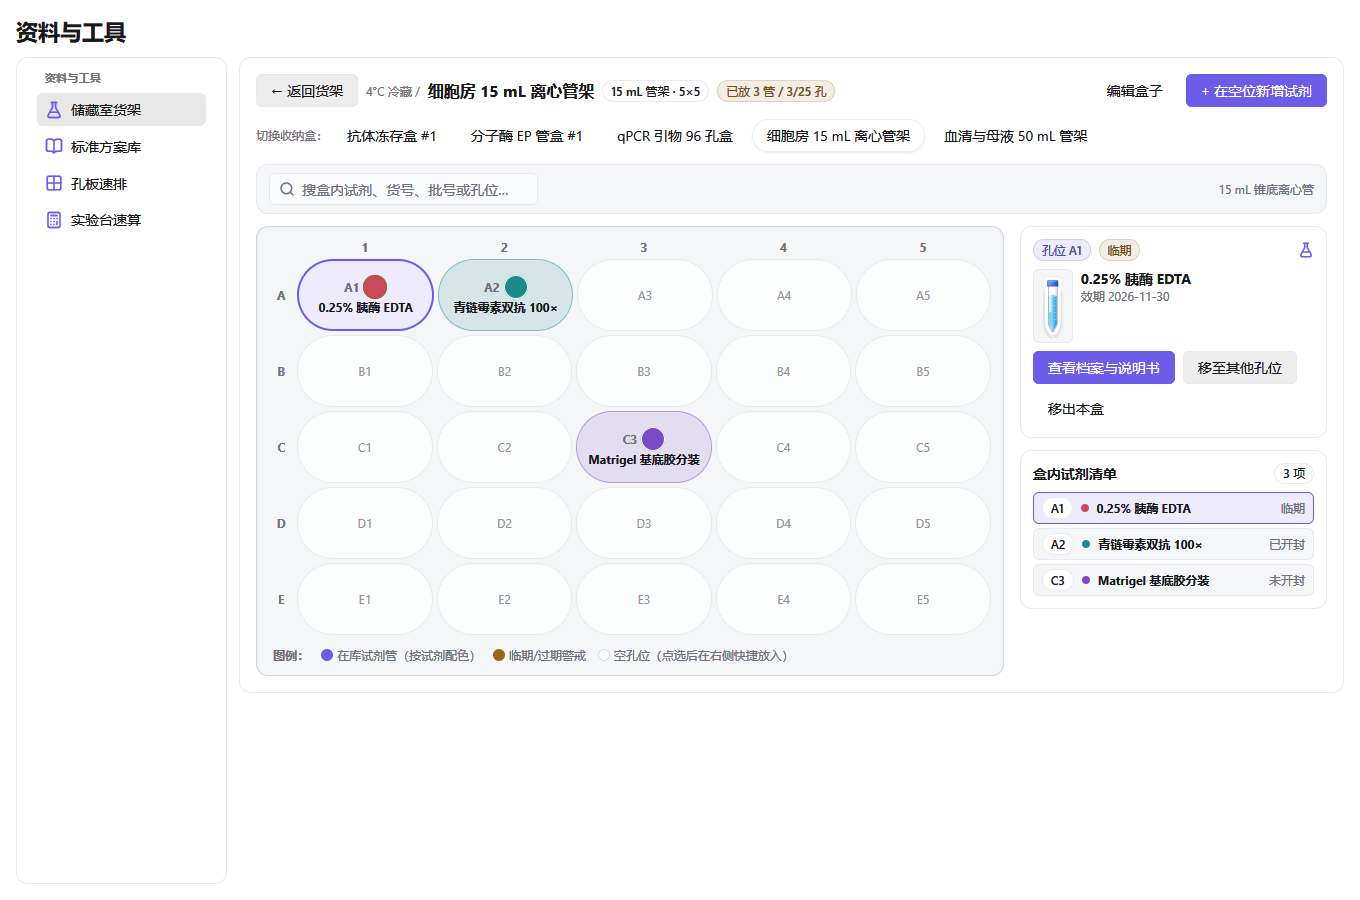 资料与工具
资料与工具
储藏室货架
标准方案库
孔板速排
实验台速算
← 返回货架 4°C 冷藏 / 细胞房 15 mL 离心管架 15 mL 管架 · 5×5 已放 3 管 / 3/25 孔 编辑盒子 + 在空位新增试剂
切换收纳盒： 抗体冻存盒 #1 分子酶 EP 管盒 #1 qPCR 引物 96 孔盒 细胞房 15 mL 离心管架 血清与母液 50 mL 管架
搜盒内试剂、货号、批号或孔位... 15 mL 锥底离心管
1 2 3 4 5
A A1 0.25% 胰酶 EDTA A2 青链霉素双抗 100× A3 A4 A5
B B1 B2 B3 B4 B5
C C1 C2 C3 Matrigel 基底胶分装 C4 C5
D D1 D2 D3 D4 D5
E E1 E2 E3 E4 E5
图例： 在库试剂管（按试剂配色） 临期/过期警戒 空孔位（点选后在右侧快捷放入）
孔位 A1 临期
0.25% 胰酶 EDTA
效期 2026-11-30
查看档案与说明书 移至其他孔位
移出本盒
盒内试剂清单 3 项
A1 0.25% 胰酶 EDTA 临期
A2 青链霉素双抗 100× 已开封
C3 Matrigel 基底胶分装 未开封